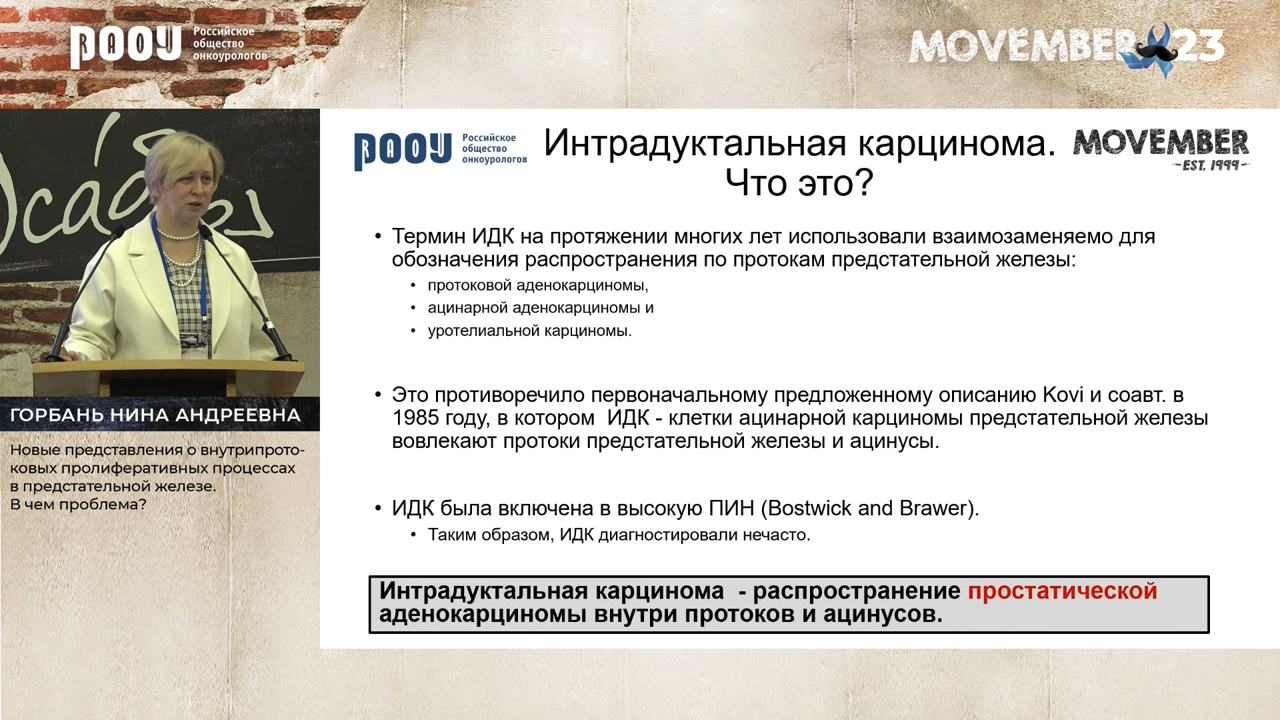 РООУ Российское
общество
онкоурологов
MOVEMBER 23
РООУ Российское
общество
онкоурологов
Интрадуктальная карцинома.
Что это?
MOVEMBER
-EST. 1999-
• Термин ИДК на протяжении многих лет использовали взаимозаменяемо для
обозначения распространения по протокам предстательной железы:
• протоковой аденокарциномы,
• ацинарной аденокарциномы и
• уротелиальной карциномы.
• Это противоречило первоначальному предложенному описанию Kovi и соавт. в
1985 году, в котором ИДК - клетки ацинарной карциномы предстательной железы
вовлекают протоки предстательной железы и ацинусы.
• ИДК была включена в высокую ПИН (Bostwick and Brawer).
• Таким образом, ИДК диагностировали нечасто.
Интрадуктальная карцинома - распространение простатической
аденокарциномы внутри протоков и ацинусов.
ГОРБАНЬ НИНА АНДРЕЕВНА
Новые представления о внутрипрото-
ковых пролиферативных процессах
в предстательной железе.
В чем проблема?